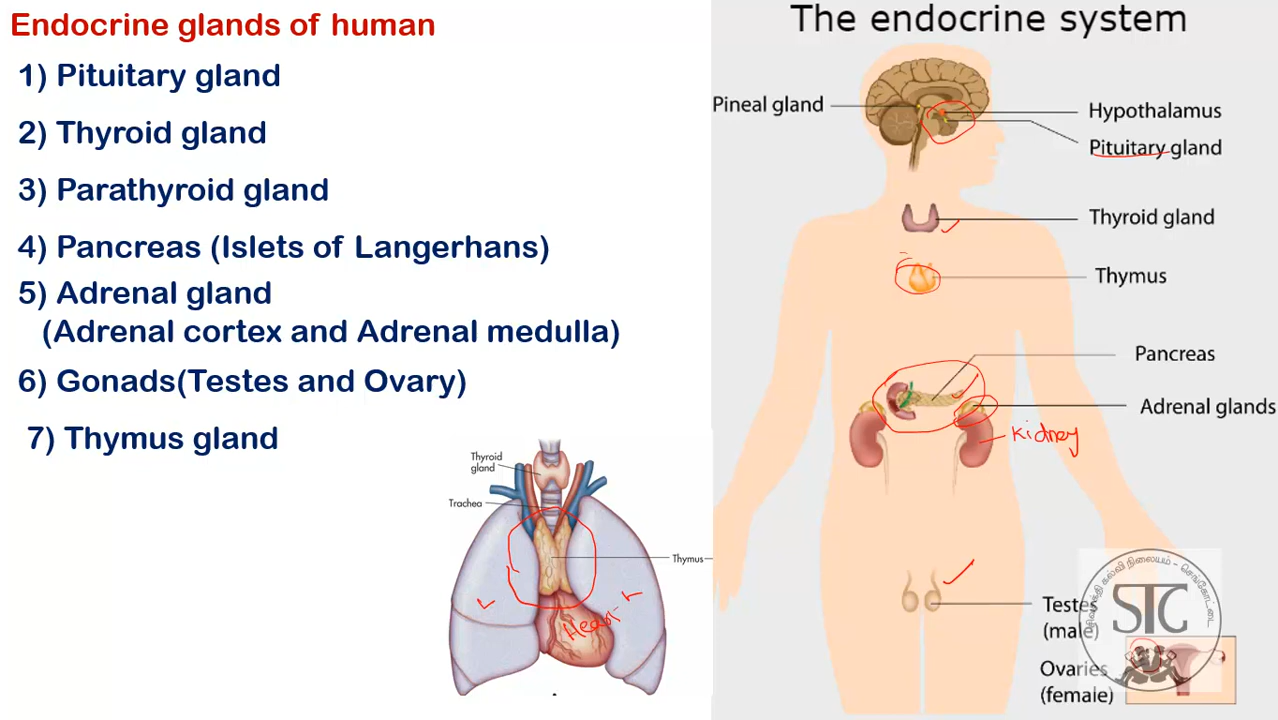 Endocrine glands of human
1) Pituitary gland
2) Thyroid gland
3) Parathyroid gland
4) Pancreas (Islets of Langerhans)
5) Adrenal gland
(Adrenal cortex and Adrenal medulla)
6) Gonads(Testes and Ovary)
7) Thymus gland
Thyroid
gland
Trachea
Thymus
L
Heart
L
The endocrine system
Pineal gland
Hypothalamus
Pituitary gland
Thyroid gland
Thymus
Pancreas
Adrenal glands
Kidney
Testes
(male)
Ovaries
(female)
STC
கல்வி நிலையம் - செங்கோட்டை